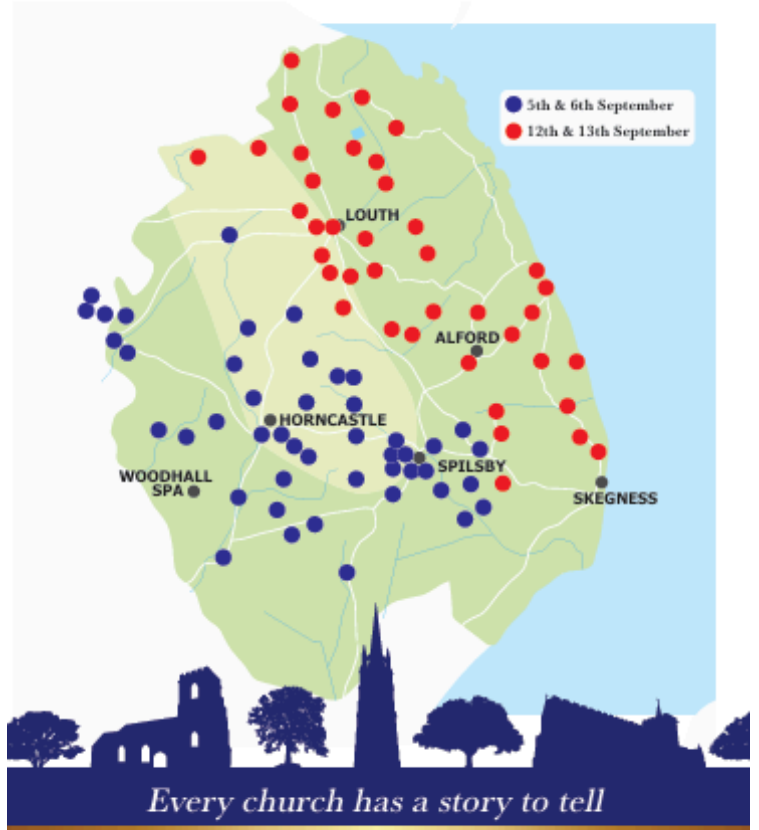 5th & 6th September
12th & 13th September
LOUTH
ALFORD
HORNCASTLE
SPILSBY
WOODHALL
SPA
SKEGNESS
Every church has a story to tell